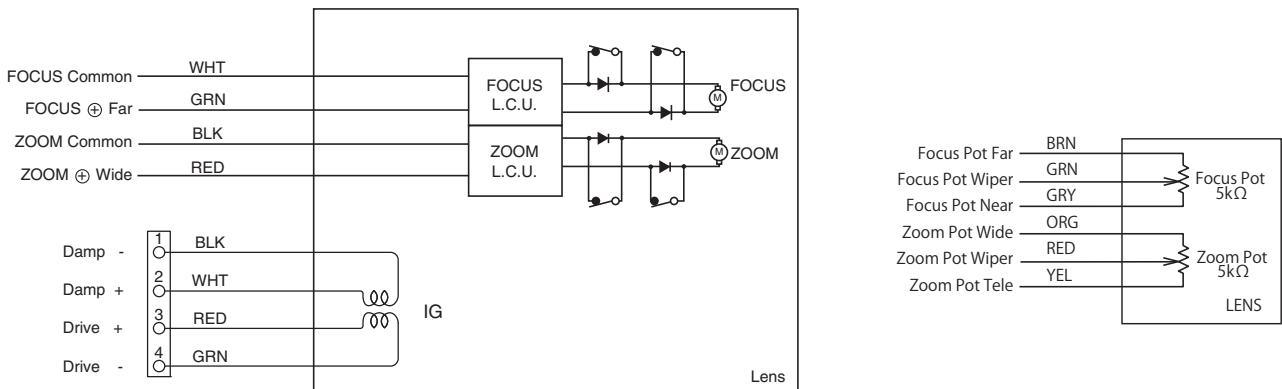 FOCUS Common WHT
FOCUS ⊕ Far GRN
ZOOM Common BLK
ZOOM ⊕ Wide RED
FOCUS
L.C.U.
ZOOM
L.C.U.
M FOCUS
M ZOOM
Damp - 1 BLK
Damp + 2 WHT
Drive + 3 RED
Drive - 4 GRN
IG
Lens
Focus Pot Far BRN
Focus Pot Wiper GRN
Focus Pot Near GRY
Zoom Pot Wide ORG
Zoom Pot Wiper RED
Zoom Pot Tele YEL
Focus Pot
5kΩ
Zoom Pot
5kΩ
LENS